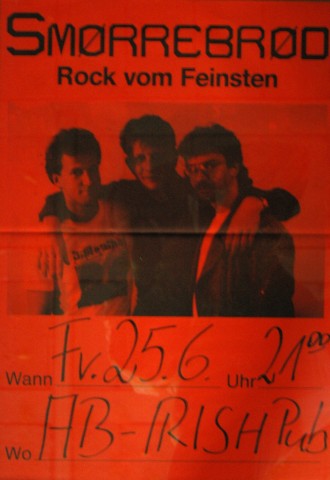 SMØRREBRØD
Rock vom Feinsten
Wann Fr. 25.6. Uhr 21 00
Wo AB-IRISH Pub